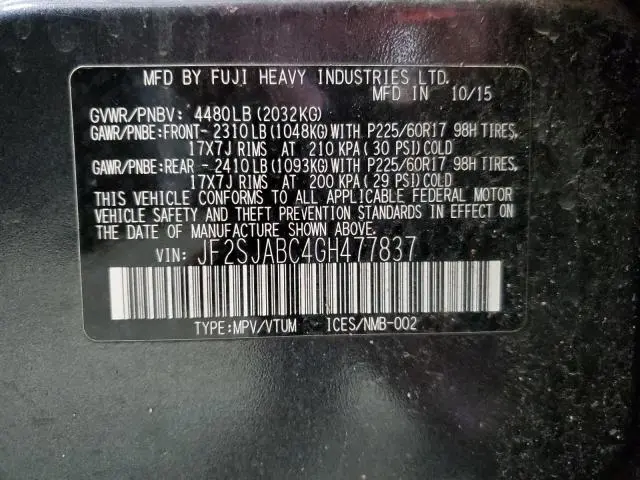 MFD BY FUJI HEAVY INDUSTRIES LTD.
MFD IN 10/15
GVWR/PNBV: 4480LB(2032KG)
GAWR/PNBE:FRONT- 2310LB(1048KG)WITH P225/60R17 98H TIRES,
17X7J RIMS AT 210KPA(30 PSI)COLD
GAWR/PNBE:REAR - 2410LB(1093KG)WITH P225/60R17 98H TIRES,
17X7J RIMS AT 200KPA(29 PSI)COLD
THIS VEHICLE CONFORMS TO ALL APPLICABLE FEDERAL MOTOR
VEHICLE SAFETY AND THEFT PREVENTION STANDARDS IN EFFECT ON
THE DATE OF MANUFACTURE SHOWN ABOVE.
VIN: JF2SJABC4GH477837
TYPE:MPV/VTUM ICES/NMB-002